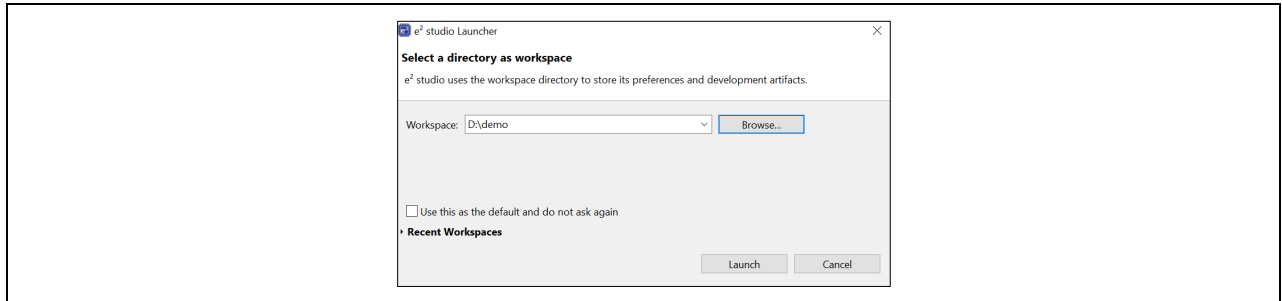 e² studio Launcher
Select a directory as workspace
e² studio uses the workspace directory to store its preferences and development artifacts.
Workspace: D:\demo Browse...
Use this as the default and do not ask again
Recent Workspaces
Launch Cancel